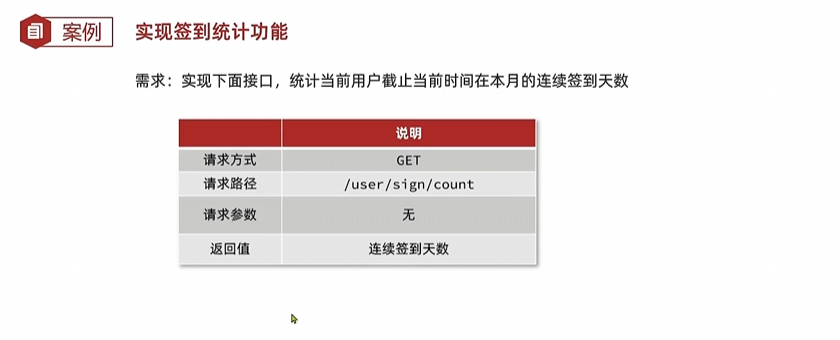 案例 实现签到统计功能
需求：实现下面接口，统计当前用户截止当前时间在本月的连续签到天数
说明
请求方式 GET
请求路径 /user/sign/count
请求参数 无
返回值 连续签到天数